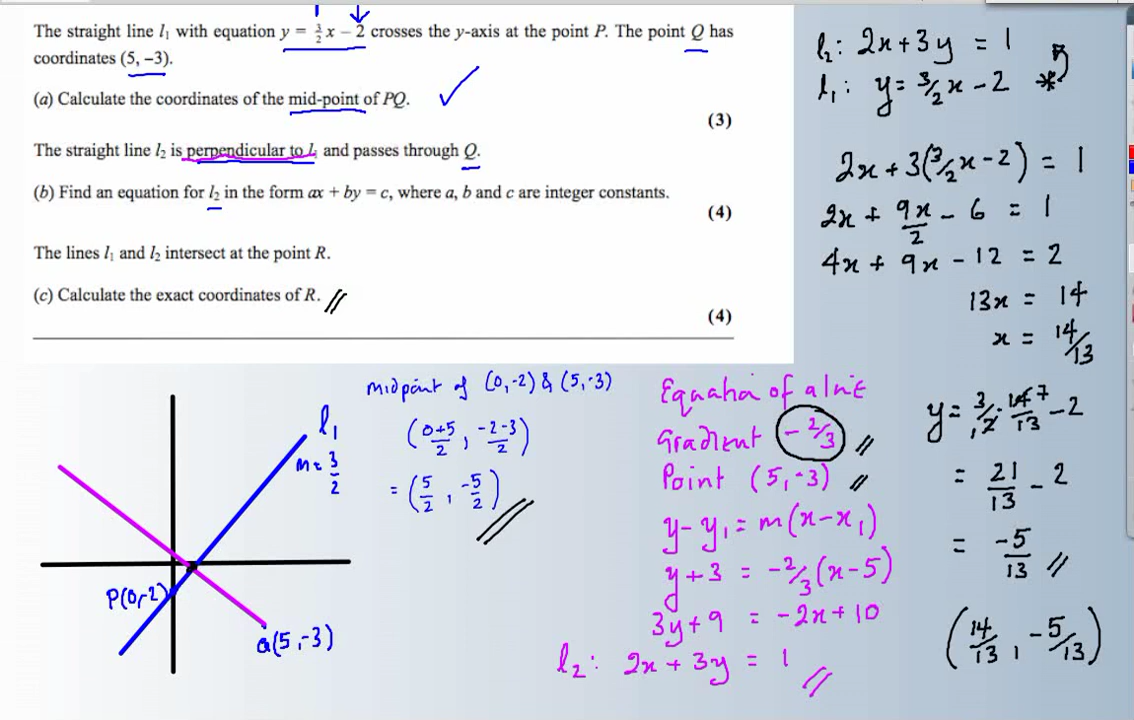 The straight line l₁ with equation y = 3/2 x − 2 crosses the y-axis at the point P. The point Q has
coordinates (5, −3).
(a) Calculate the coordinates of the mid-point of PQ.
(3)
The straight line l₂ is perpendicular to l₁ and passes through Q.
(b) Find an equation for l₂ in the form ax + by = c, where a, b and c are integer constants.
(4)
The lines l₁ and l₂ intersect at the point R.
(c) Calculate the exact coordinates of R.
(4)
l₁
m = 3/2
P(0,-2)
Q(5,-3)
midpoint of (0,-2) & (5,-3)
(0+5/2, -2-3/2)
= (5/2, -5/2)
Equation of a line
Gradient -2/3
Point (5,-3)
y-y₁ = m(x-x₁)
y+3 = -2/3(x-5)
3y+9 = -2x+10
l₂: 2x + 3y = 1
l₂: 2x+3y = 1
l₁: y = 3/2x - 2 *
2x + 3(3/2x - 2) = 1
2x + 9x/2 - 6 = 1
4x + 9x - 12 = 2
13x = 14
x = 14/13
y = 3/2 · 14 7/13 - 2
= 21/13 - 2
= -5/13
(14/13, -5/13)